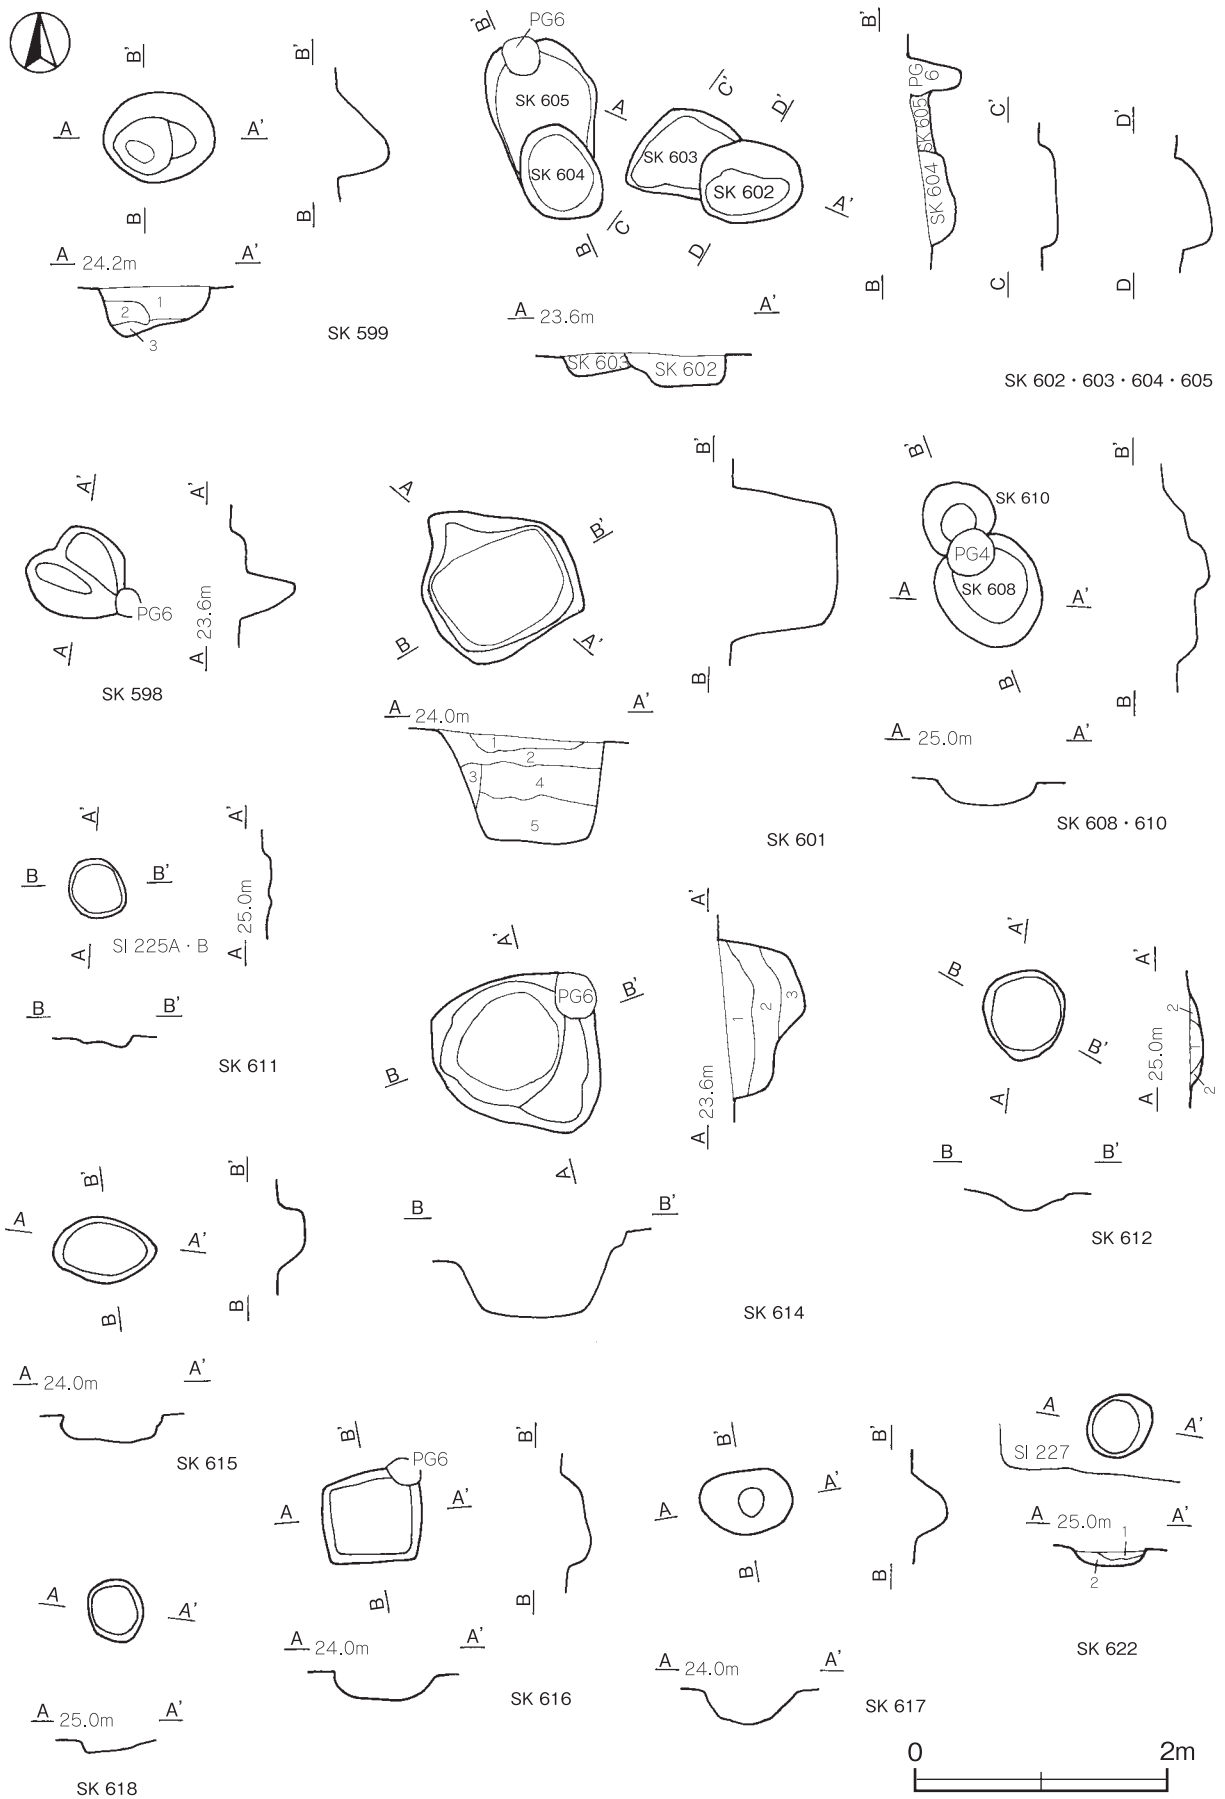 B'
A
A'
B
B'
B
A 24.2m A'
1
2
3
SK 599
B'
PG6
SK 605
A
SK 604
C'
D'
SK 603
SK 602
A'
B
C
D
A 23.6m A'
SK 603
SK 602
B'
PG 6
SK 605
SK 604
B
C'
C
D'
D
SK 602・603・604・605
A'
PG6
A
A'
A 23.6m
SK 598
A
B'
B
A'
B'
B
A 24.0m A'
1
2
3
4
5
SK 601
B'
SK 610
PG4
A
SK 608
A'
B
B'
B
A 25.0m A'
SK 608・610
A'
B
B'
A
SI 225A・B
A'
A 25.0m
B B'
SK 611
A'
PG6
B'
B
A
A'
1
2
3
A 23.6m
B B'
SK 614
A'
B
B'
A
A'
2
1
2
A 25.0m
B B'
SK 612
B'
A
A'
B
B'
B
A 24.0m A'
SK 615
B'
PG6
A
A'
B
B'
B
A 24.0m A'
SK 616
B'
A
A'
B
B'
B
A 24.0m A'
SK 617
A
A'
SI 227
A 25.0m A'
1
2
SK 622
A
A'
A 25.0m A'
SK 618
0 2m